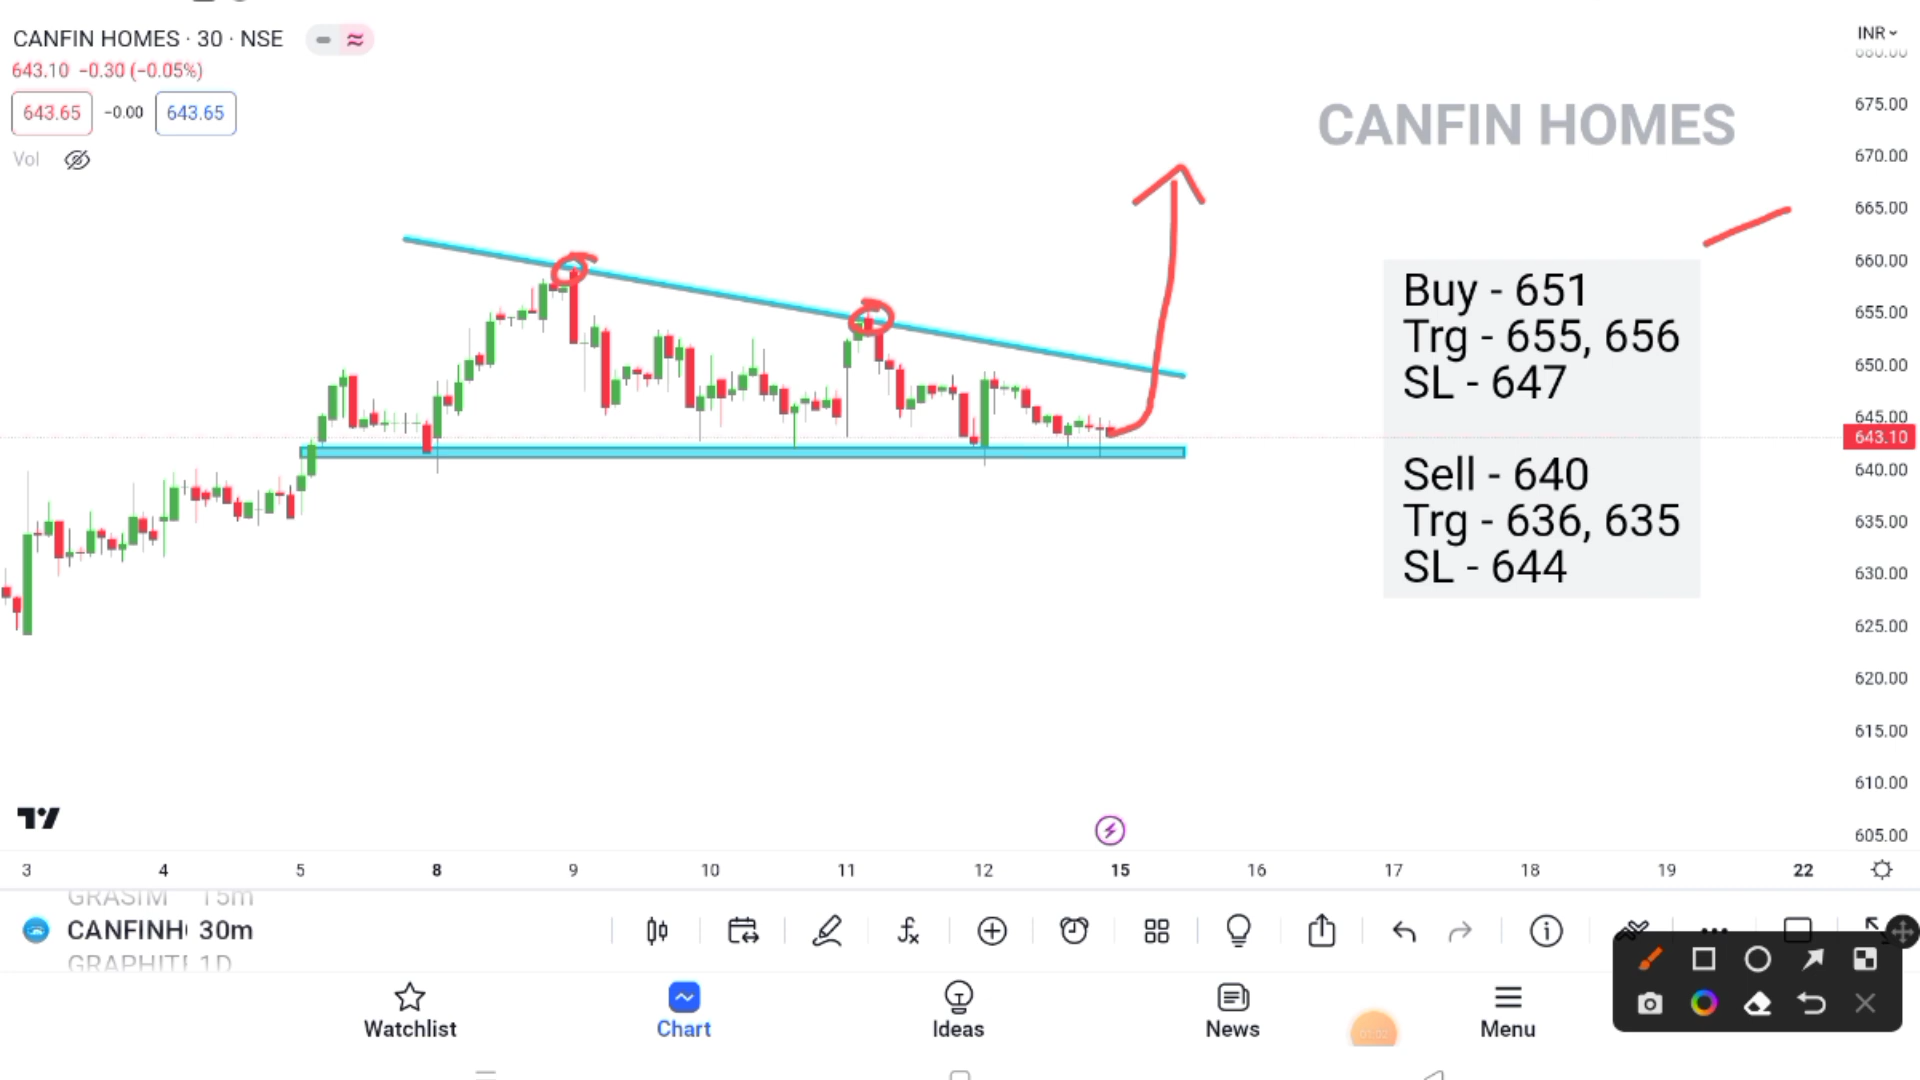 CANFIN HOMES · 30 · NSE
INR
680.00
643.10 −0.30 (−0.05%)
643.65 −0.00 643.65
Vol
CANFIN HOMES
675.00
670.00
665.00
660.00
655.00
650.00
645.00
643.10
640.00
635.00
630.00
625.00
620.00
615.00
610.00
605.00
Buy - 651
Trg - 655, 656
SL - 647
Sell - 640
Trg - 636, 635
SL - 644
3 4 5 8 9 10 11 12 15 16 17 18 19 22
GRASIM 15m
CANFINH 30m
GRAPHITE 1D
Watchlist
Chart
Ideas
News
Menu